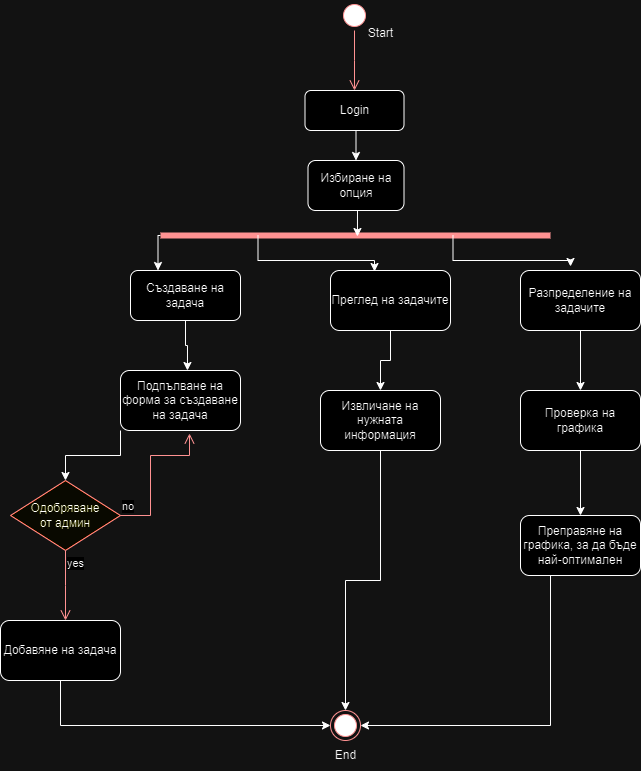 Start
Login
Избиране на
опция
Създаване на
задача
Преглед на задачите
Разпределение на
задачите
Подпълване на
форма за създаване
на задача
Извличане на
нужната
информация
Проверка на
графика
Одобряване
от админ
no
yes
Преправяне на
графика, за да бъде
най-оптимален
Добавяне на задача
End